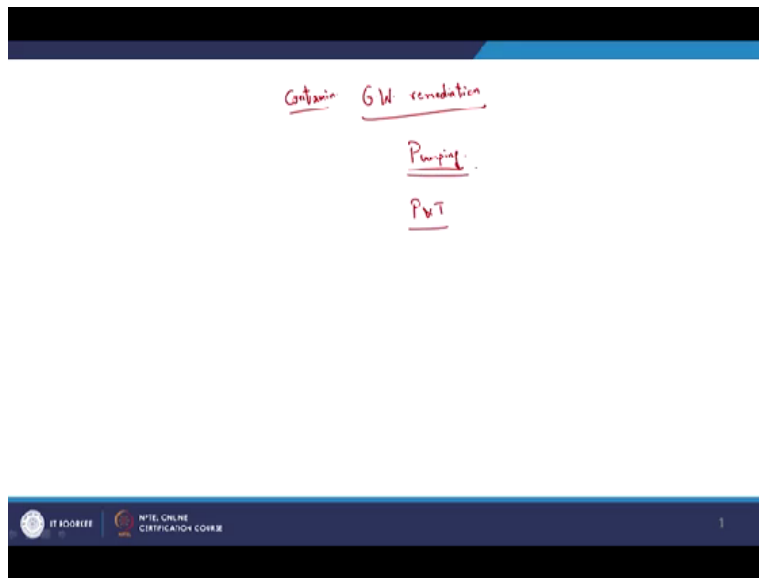 Contamin GW remediation
Pumping.
P&T
IIT ROORKEE
NPTEL ONLINE
CERTIFICATION COURSE
1